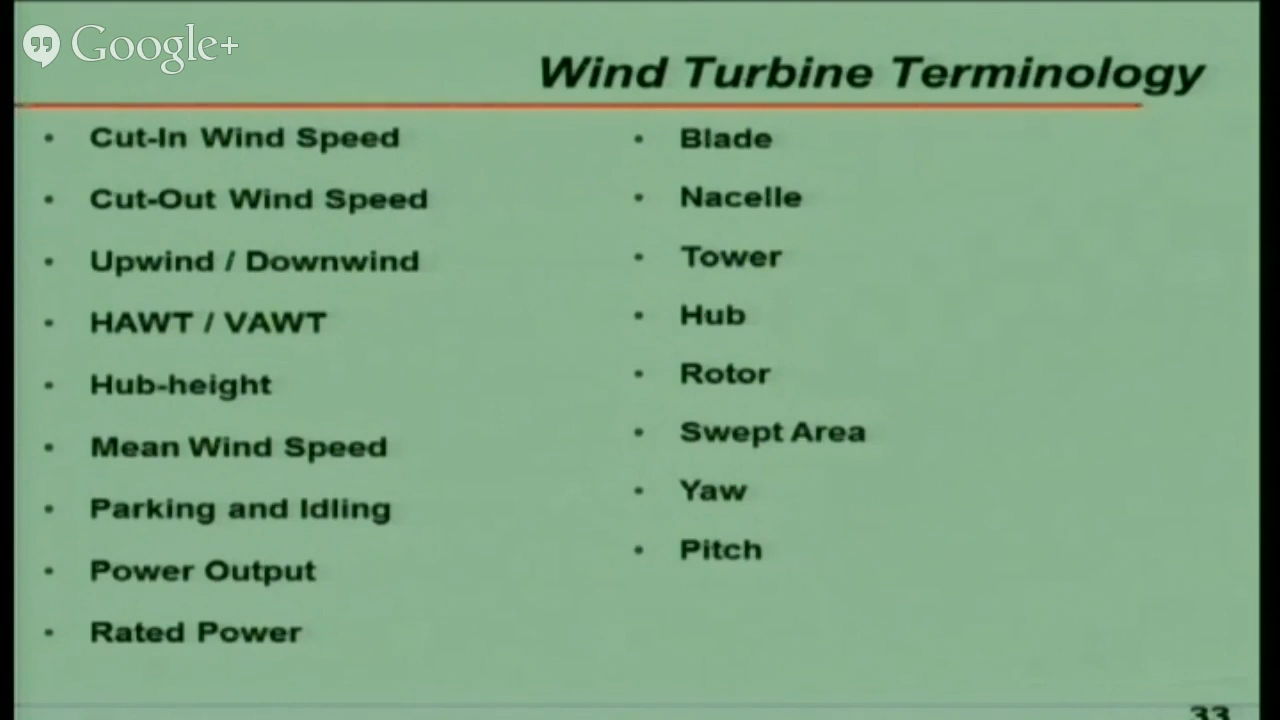 Google+
Wind Turbine Terminology
• Cut-In Wind Speed
• Cut-Out Wind Speed
• Upwind / Downwind
• HAWT / VAWT
• Hub-height
• Mean Wind Speed
• Parking and Idling
• Power Output
• Rated Power
• Blade
• Nacelle
• Tower
• Hub
• Rotor
• Swept Area
• Yaw
• Pitch
33